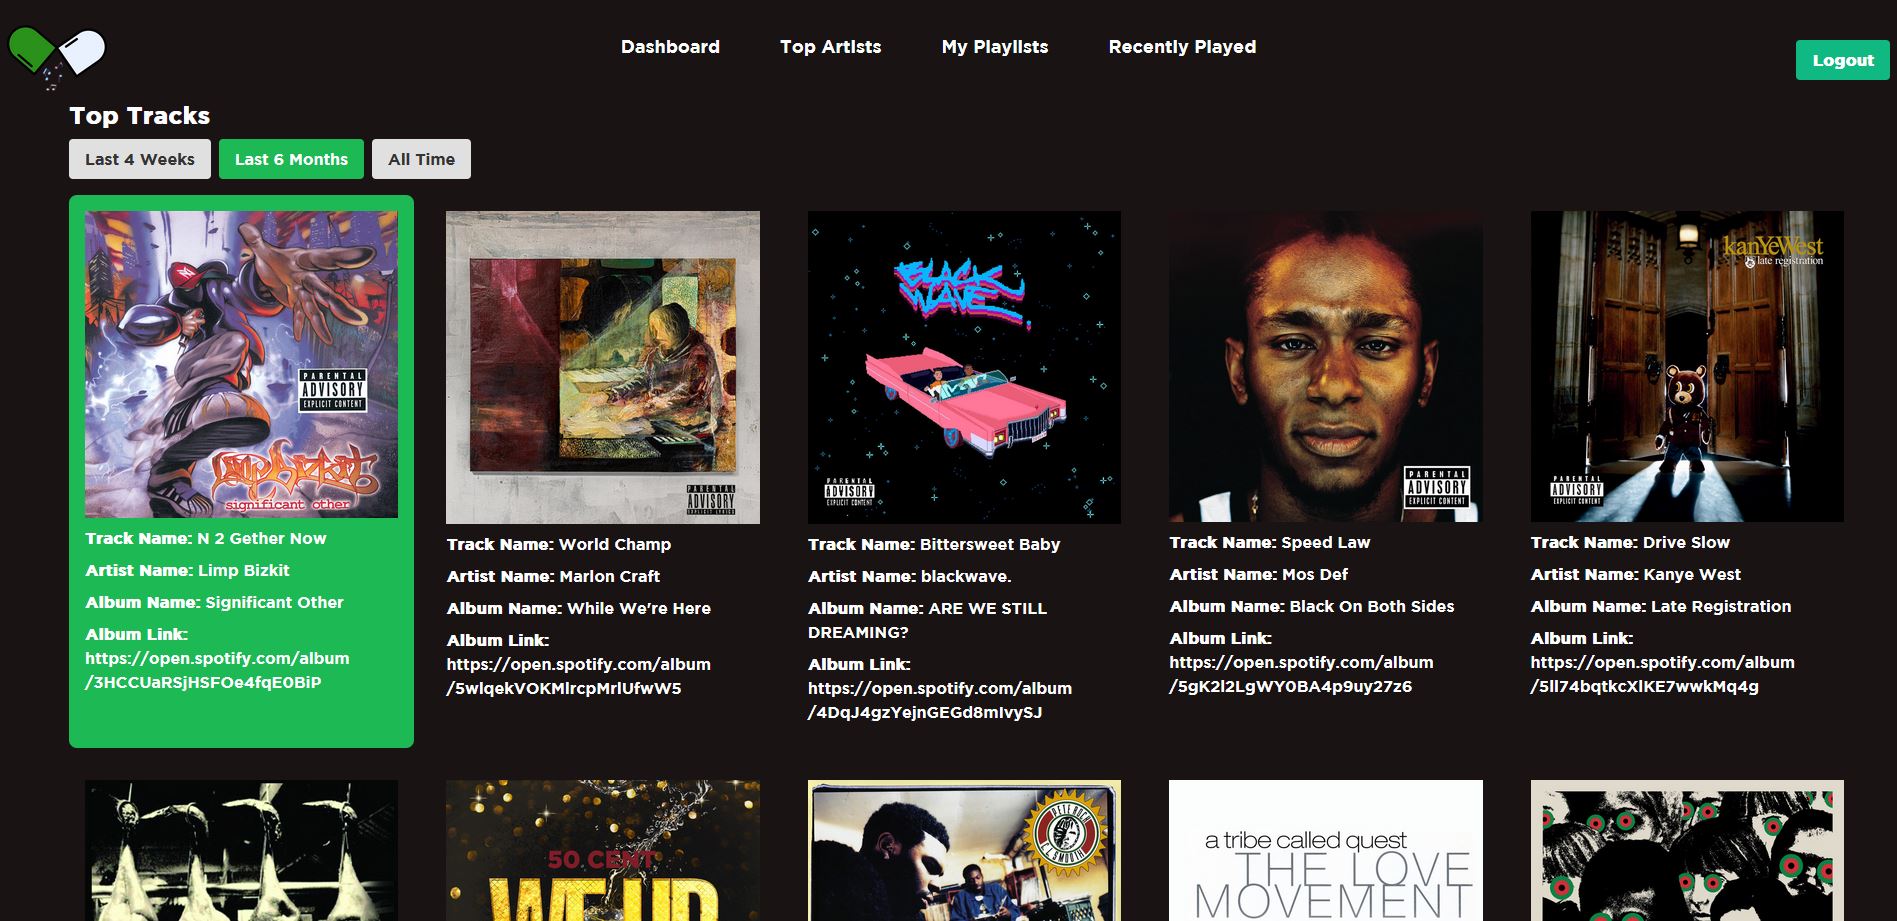 Dashboard
Top Artists
My Playlists
Recently Played
Logout
Top Tracks
Last 4 Weeks
Last 6 Months
All Time
PARENTAL
ADVISORY
EXPLICIT CONTENT
limpbizkit
significant other
Track Name: N 2 Gether Now
Artist Name: Limp Bizkit
Album Name: Significant Other
Album Link:
https://open.spotify.com/album
/3HCCUaRSjHSFOe4fqE0BiP
PARENTAL
ADVISORY
EXPLICIT LYRICS
Track Name: World Champ
Artist Name: Marlon Craft
Album Name: While We're Here
Album Link:
https://open.spotify.com/album
/5wlqekVOKMlrcpMrlUfwW5
BLACK
WAVE.
PARENTAL
ADVISORY
EXPLICIT CONTENT
Track Name: Bittersweet Baby
Artist Name: blackwave.
Album Name: ARE WE STILL
DREAMING?
Album Link:
https://open.spotify.com/album
/4DqJ4gzYejnGEGd8mlvySJ
PARENTAL
ADVISORY
EXPLICIT CONTENT
Track Name: Speed Law
Artist Name: Mos Def
Album Name: Black On Both Sides
Album Link:
https://open.spotify.com/album
/5gK2l2LgWY0BA4p9uy27z6
kanYeWest
late registration
PARENTAL
ADVISORY
EXPLICIT CONTENT
Track Name: Drive Slow
Artist Name: Kanye West
Album Name: Late Registration
Album Link:
https://open.spotify.com/album
/5ll74bqtkcXlKE7wwkMq4g
50 CENT
WE UP
PETE ROCK
C.L. SMOOTH
a tribe called quest
THE LOVE
MOVEMENT